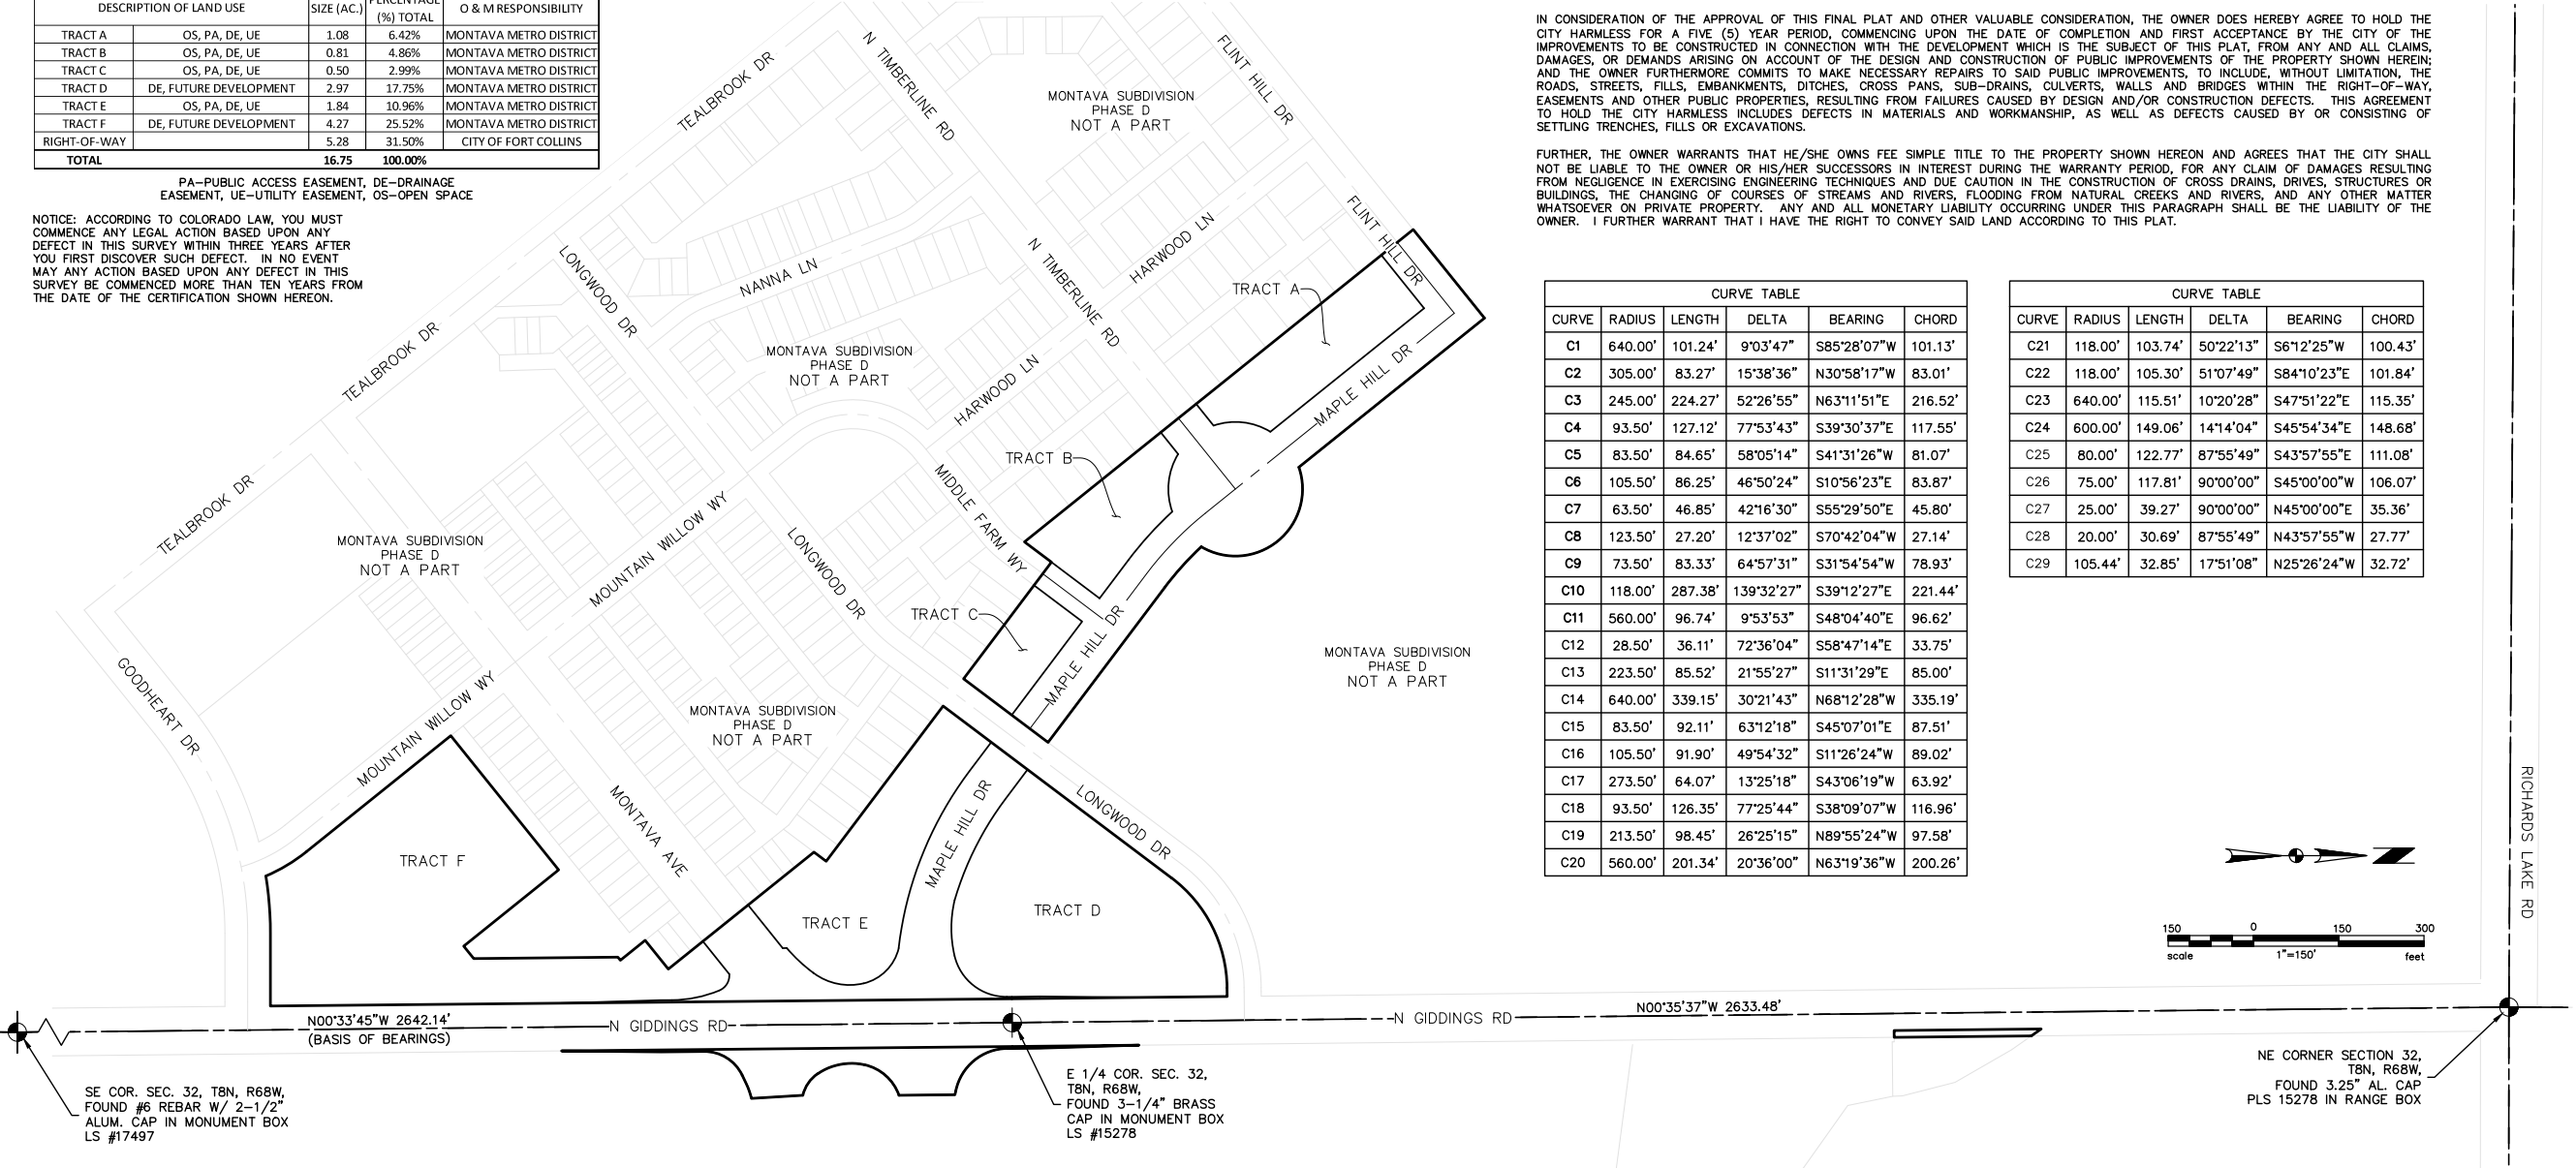 DESCRIPTION OF LAND USE SIZE (AC.) PERCENTAGE (%) TOTAL O & M RESPONSIBILITY
TRACT A OS, PA, DE, UE 1.08 6.42% MONTAVA METRO DISTRICT
TRACT B OS, PA, DE, UE 0.81 4.86% MONTAVA METRO DISTRICT
TRACT C OS, PA, DE, UE 0.50 2.99% MONTAVA METRO DISTRICT
TRACT D DE, FUTURE DEVELOPMENT 2.97 17.75% MONTAVA METRO DISTRICT
TRACT E OS, PA, DE, UE 1.84 10.96% MONTAVA METRO DISTRICT
TRACT F DE, FUTURE DEVELOPMENT 4.27 25.52% MONTAVA METRO DISTRICT
RIGHT-OF-WAY 5.28 31.50% CITY OF FORT COLLINS
TOTAL 16.75 100.00%
PA-PUBLIC ACCESS EASEMENT, DE-DRAINAGE
EASEMENT, UE-UTILITY EASEMENT, OS-OPEN SPACE
NOTICE: ACCORDING TO COLORADO LAW, YOU MUST
COMMENCE ANY LEGAL ACTION BASED UPON ANY
DEFECT IN THIS SURVEY WITHIN THREE YEARS AFTER
YOU FIRST DISCOVER SUCH DEFECT. IN NO EVENT
MAY ANY ACTION BASED UPON ANY DEFECT IN THIS
SURVEY BE COMMENCED MORE THAN TEN YEARS FROM
THE DATE OF THE CERTIFICATION SHOWN HEREON.
TEALBROOK DR
N TIMBERLINE RD
MONTAVA SUBDIVISION
PHASE D
NOT A PART
FLINT HILL DR
LONGWOOD DR
NANNA LN
N TIMBERLINE RD
HARWOOD LN
FLINT HILL DR
TRACT A
TEALBROOK DR
MONTAVA SUBDIVISION
PHASE D
NOT A PART
HARWOOD LN
MAPLE HILL DR
TRACT B
TEALBROOK DR
MONTAVA SUBDIVISION
PHASE D
NOT A PART
MOUNTAIN WILLOW WY
LONGWOOD DR
MIDDLE FARM WY
TRACT C
MAPLE HILL DR
MONTAVA SUBDIVISION
PHASE D
NOT A PART
GOODHEART DR
MOUNTAIN WILLOW WY
MONTAVA SUBDIVISION
PHASE D
NOT A PART
TRACT F
MONTAVA AVE
TRACT E
MAPLE HILL DR
TRACT D
LONGWOOD DR
IN CONSIDERATION OF THE APPROVAL OF THIS FINAL PLAT AND OTHER VALUABLE CONSIDERATION, THE OWNER DOES HEREBY AGREE TO HOLD THE
CITY HARMLESS FOR A FIVE (5) YEAR PERIOD, COMMENCING UPON THE DATE OF COMPLETION AND FIRST ACCEPTANCE BY THE CITY OF THE
IMPROVEMENTS TO BE CONSTRUCTED IN CONNECTION WITH THE DEVELOPMENT WHICH IS THE SUBJECT OF THIS PLAT, FROM ANY AND ALL CLAIMS,
DAMAGES, OR DEMANDS ARISING ON ACCOUNT OF THE DESIGN AND CONSTRUCTION OF PUBLIC IMPROVEMENTS OF THE PROPERTY SHOWN HEREIN;
AND THE OWNER FURTHERMORE COMMITS TO MAKE NECESSARY REPAIRS TO SAID PUBLIC IMPROVEMENTS, TO INCLUDE, WITHOUT LIMITATION, THE
ROADS, STREETS, FILLS, EMBANKMENTS, DITCHES, CROSS PANS, SUB-DRAINS, CULVERTS, WALLS AND BRIDGES WITHIN THE RIGHT-OF-WAY,
EASEMENTS AND OTHER PUBLIC PROPERTIES, RESULTING FROM FAILURES CAUSED BY DESIGN AND/OR CONSTRUCTION DEFECTS. THIS AGREEMENT
TO HOLD THE CITY HARMLESS INCLUDES DEFECTS IN MATERIALS AND WORKMANSHIP, AS WELL AS DEFECTS CAUSED BY OR CONSISTING OF
SETTLING TRENCHES, FILLS OR EXCAVATIONS.
FURTHER, THE OWNER WARRANTS THAT HE/SHE OWNS FEE SIMPLE TITLE TO THE PROPERTY SHOWN HEREON AND AGREES THAT THE CITY SHALL
NOT BE LIABLE TO THE OWNER OR HIS/HER SUCCESSORS IN INTEREST DURING THE WARRANTY PERIOD, FOR ANY CLAIM OF DAMAGES RESULTING
FROM NEGLIGENCE IN EXERCISING ENGINEERING TECHNIQUES AND DUE CAUTION IN THE CONSTRUCTION OF CROSS DRAINS, DRIVES, STRUCTURES OR
BUILDINGS, THE CHANGING OF COURSES OF STREAMS AND RIVERS, FLOODING FROM NATURAL CREEKS AND RIVERS, AND ANY OTHER MATTER
WHATSOEVER ON PRIVATE PROPERTY. ANY AND ALL MONETARY LIABILITY OCCURRING UNDER THIS PARAGRAPH SHALL BE THE LIABILITY OF THE
OWNER. I FURTHER WARRANT THAT I HAVE THE RIGHT TO CONVEY SAID LAND ACCORDING TO THIS PLAT.
CURVE TABLE
CURVE RADIUS LENGTH DELTA BEARING CHORD
C1 640.00' 101.24' 9°03'47" S85°28'07"W 101.13'
C2 305.00' 83.27' 15°38'36" N30°58'17"W 83.01'
C3 245.00' 224.27' 52°26'55" N63°11'51"E 216.52'
C4 93.50' 127.12' 77°53'43" S39°30'37"E 117.55'
C5 83.50' 84.65' 58°05'14" S41°31'26"W 81.07'
C6 105.50' 86.25' 46°50'24" S10°56'23"E 83.87'
C7 63.50' 46.85' 42°16'30" S55°29'50"E 45.80'
C8 123.50' 27.20' 12°37'02" S70°42'04"W 27.14'
C9 73.50' 83.33' 64°57'31" S31°54'54"W 78.93'
C10 118.00' 287.38' 139°32'27" S39°12'27"E 221.44'
C11 560.00' 96.74' 9°53'53" S48°04'40"E 96.62'
C12 28.50' 36.11' 72°36'04" S58°47'14"E 33.75'
C13 223.50' 85.52' 21°55'27" S11°31'29"E 85.00'
C14 640.00' 339.15' 30°21'43" N68°12'28"W 335.19'
C15 83.50' 92.11' 63°12'18" S45°07'01"E 87.51'
C16 105.50' 91.90' 49°54'32" S11°26'24"W 89.02'
C17 273.50' 64.07' 13°25'18" S43°06'19"W 63.92'
C18 93.50' 126.35' 77°25'44" S38°09'07"W 116.96'
C19 213.50' 98.45' 26°25'15" N89°55'24"W 97.58'
C20 560.00' 201.34' 20°36'00" N63°19'36"W 200.26'
CURVE TABLE
CURVE RADIUS LENGTH DELTA BEARING CHORD
C21 118.00' 103.74' 50°22'13" S6°12'25"W 100.43'
C22 118.00' 105.30' 51°07'49" S84°10'23"E 101.84'
C23 640.00' 115.51' 10°20'28" S47°51'22"E 115.35'
C24 600.00' 149.06' 14°14'04" S45°54'34"E 148.68'
C25 80.00' 122.77' 87°55'49" S43°57'55"E 111.08'
C26 75.00' 117.81' 90°00'00" S45°00'00"W 106.07'
C27 25.00' 39.27' 90°00'00" N45°00'00"E 35.36'
C28 20.00' 30.69' 87°55'49" N43°57'55"W 27.77'
C29 105.44' 32.85' 17°51'08" N25°26'24"W 32.72'
RICHARDS LAKE RD
150 0 150 300
scale 1"=150' feet
N00°33'45"W 2642.14'
(BASIS OF BEARINGS)
N GIDDINGS RD
N GIDDINGS RD
N00°35'37"W 2633.48'
SE COR. SEC. 32, T8N, R68W,
FOUND #6 REBAR W/ 2-1/2"
ALUM. CAP IN MONUMENT BOX
LS #17497
E 1/4 COR. SEC. 32,
T8N, R68W,
FOUND 3-1/4" BRASS
CAP IN MONUMENT BOX
LS #15278
NE CORNER SECTION 32,
T8N, R68W,
FOUND 3.25" AL. CAP
PLS 15278 IN RANGE BOX